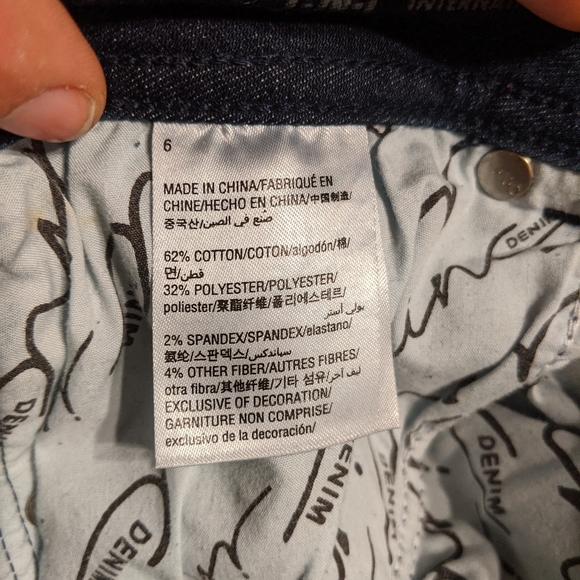 6
MADE IN CHINA/FABRIQUÉ EN
CHINE/HECHO EN CHINA/中国制造/
중국산/صنع في الصين/
62% COTTON/COTON/algodón/棉/
면/قطن/
32% POLYESTER/POLYESTER/
poliester/聚酯纤维/폴리에스테르/
بولي أستر/
2% SPANDEX/SPANDEX/elastano/
氨纶/스판덱스/سباندكس/
4% OTHER FIBER/AUTRES FIBRES/
otra fibra/其他纤维/기타 섬유/ليف آخر/
EXCLUSIVE OF DECORATION/
GARNITURE NON COMPRISE/
exclusivo de la decoración/
DENIM
DENIM
DENIM
DENIM
DENIM